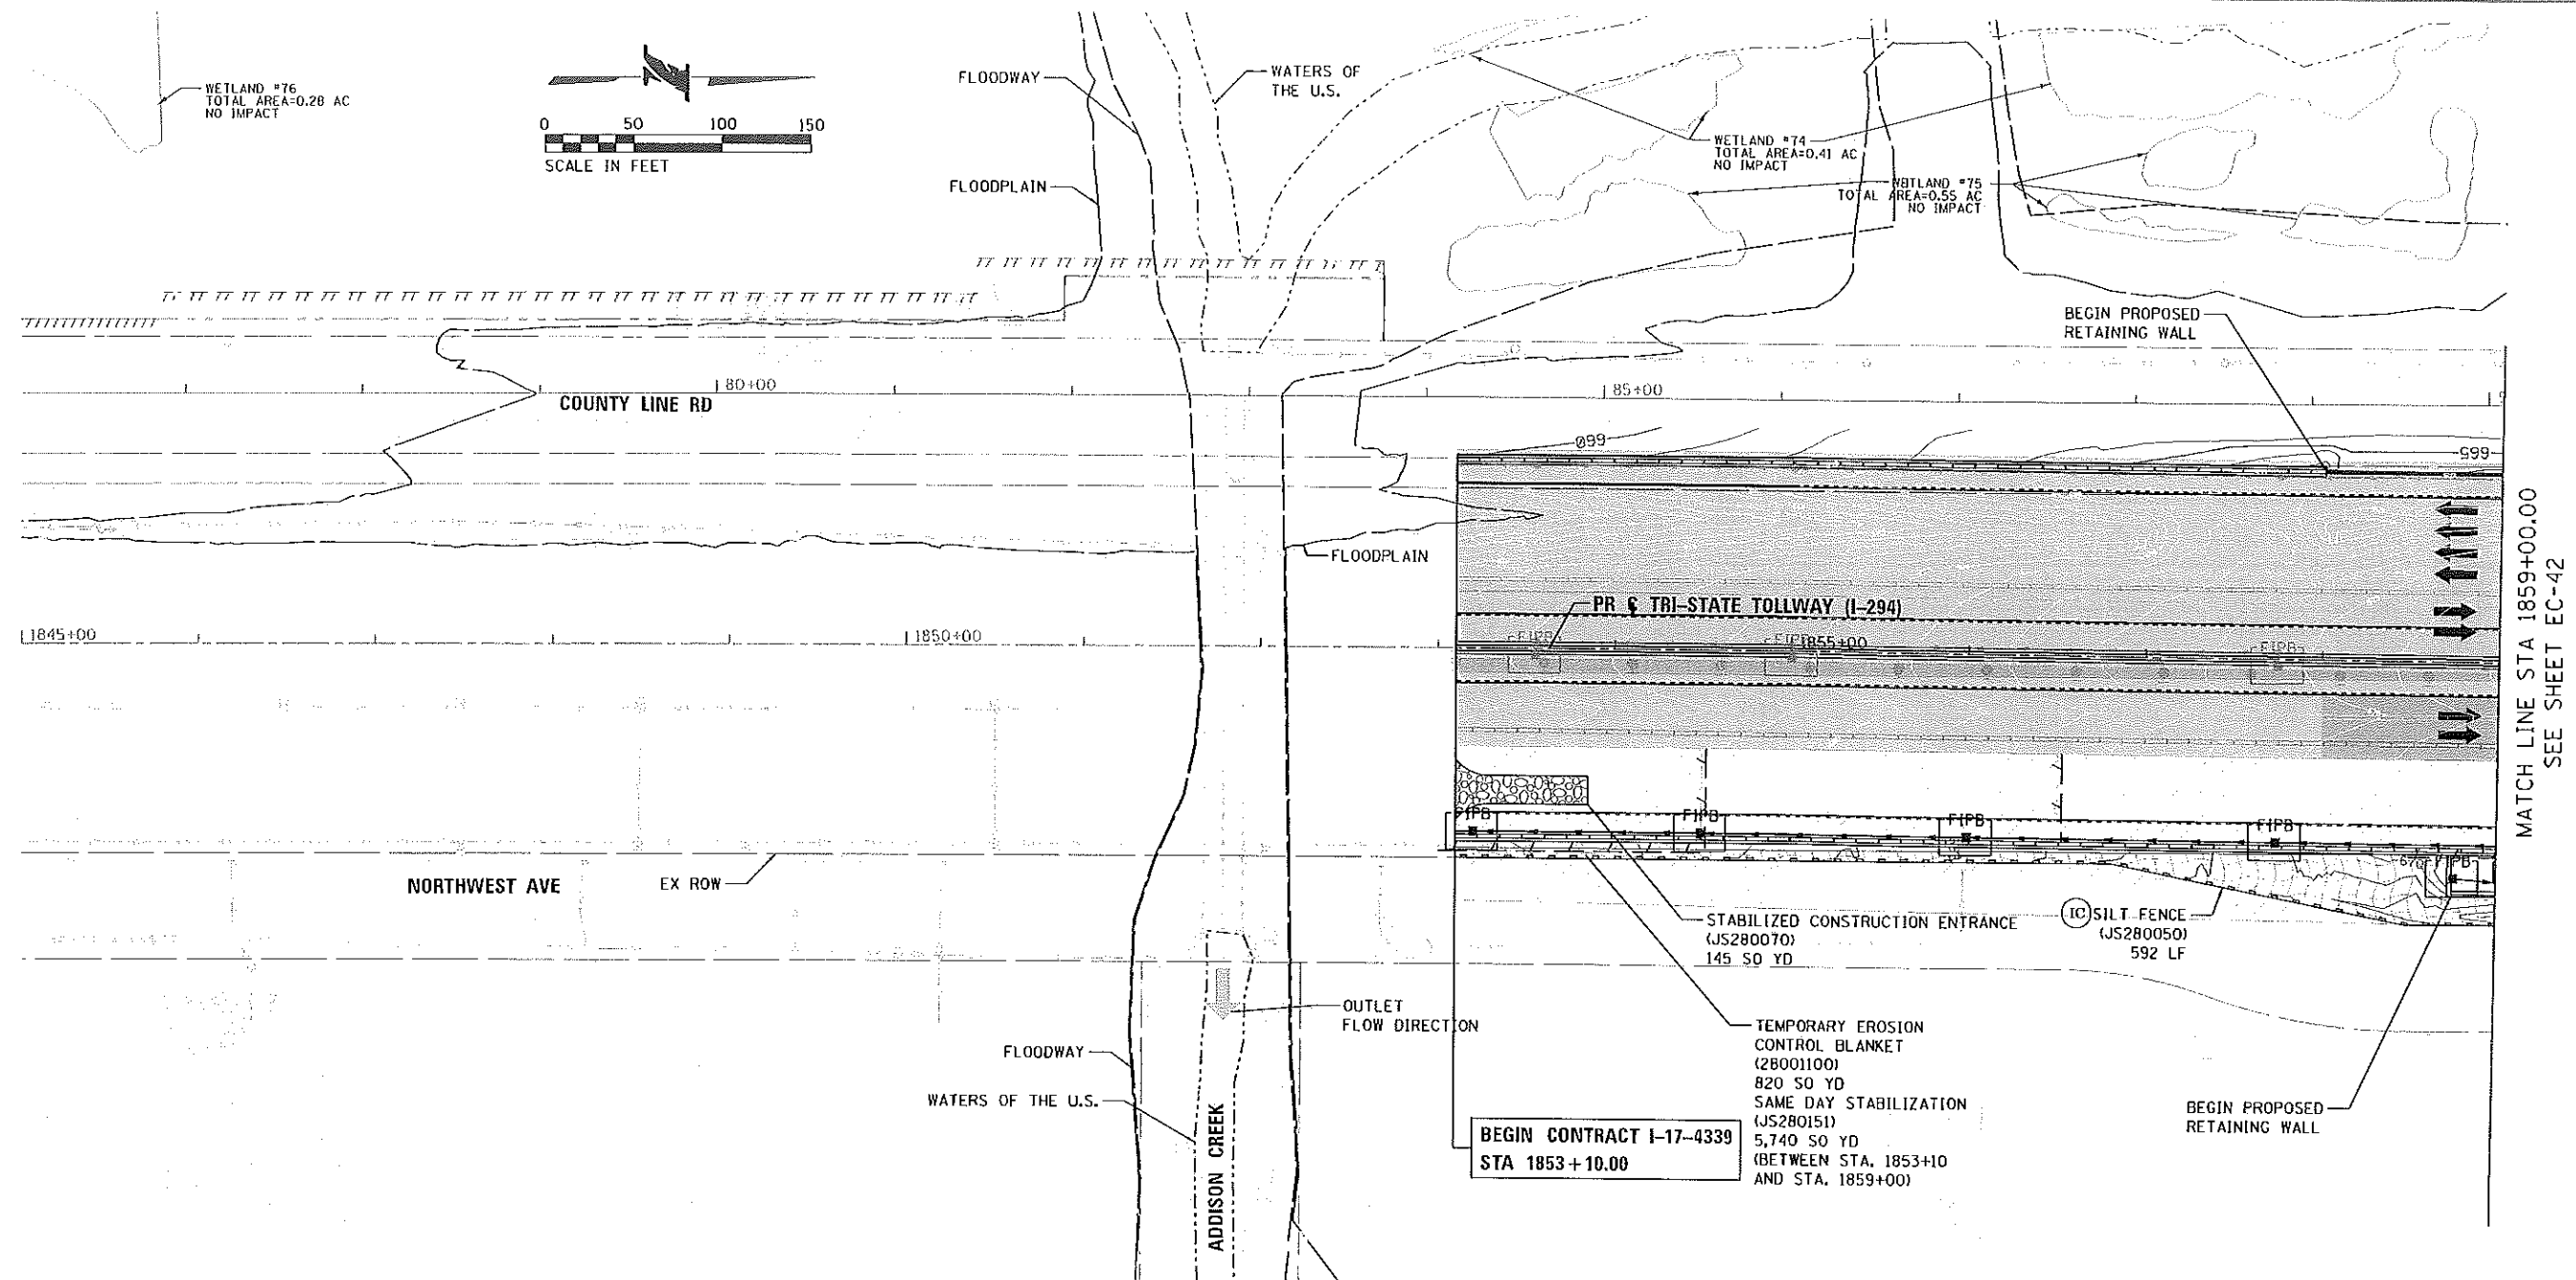 WETLAND #76
TOTAL AREA=0.28 AC
NO IMPACT
0 50 100 150
SCALE IN FEET
FLOODWAY
WATERS OF
THE U.S.
FLOODPLAIN
WETLAND #74
TOTAL AREA=0.41 AC
NO IMPACT
WETLAND #75
TOTAL AREA=0.55 AC
NO IMPACT
BEGIN PROPOSED
RETAINING WALL
80+00
85+00
COUNTY LINE RD
660
665
FLOODPLAIN
PR ℄ TRI-STATE TOLLWAY (I-294)
1845+00
1850+00
1855+00
FIPB
FIPB
FIPB
MATCH LINE STA 1859+00.00
SEE SHEET EC-42
FIPB
FIPB
FIPB
FIPB
FIPB
NORTHWEST AVE
EX ROW
STABILIZED CONSTRUCTION ENTRANCE
(JS280070)
145 SQ YD
IC SILT FENCE
(JS280050)
592 LF
OUTLET
FLOW DIRECTION
FLOODWAY
WATERS OF THE U.S.
ADDISON CREEK
TEMPORARY EROSION
CONTROL BLANKET
(28001100)
820 SQ YD
SAME DAY STABILIZATION
(JS280151)
5,740 SQ YD
(BETWEEN STA. 1853+10
AND STA. 1859+00)
BEGIN CONTRACT I-17-4339
STA 1853+10.00
BEGIN PROPOSED
RETAINING WALL